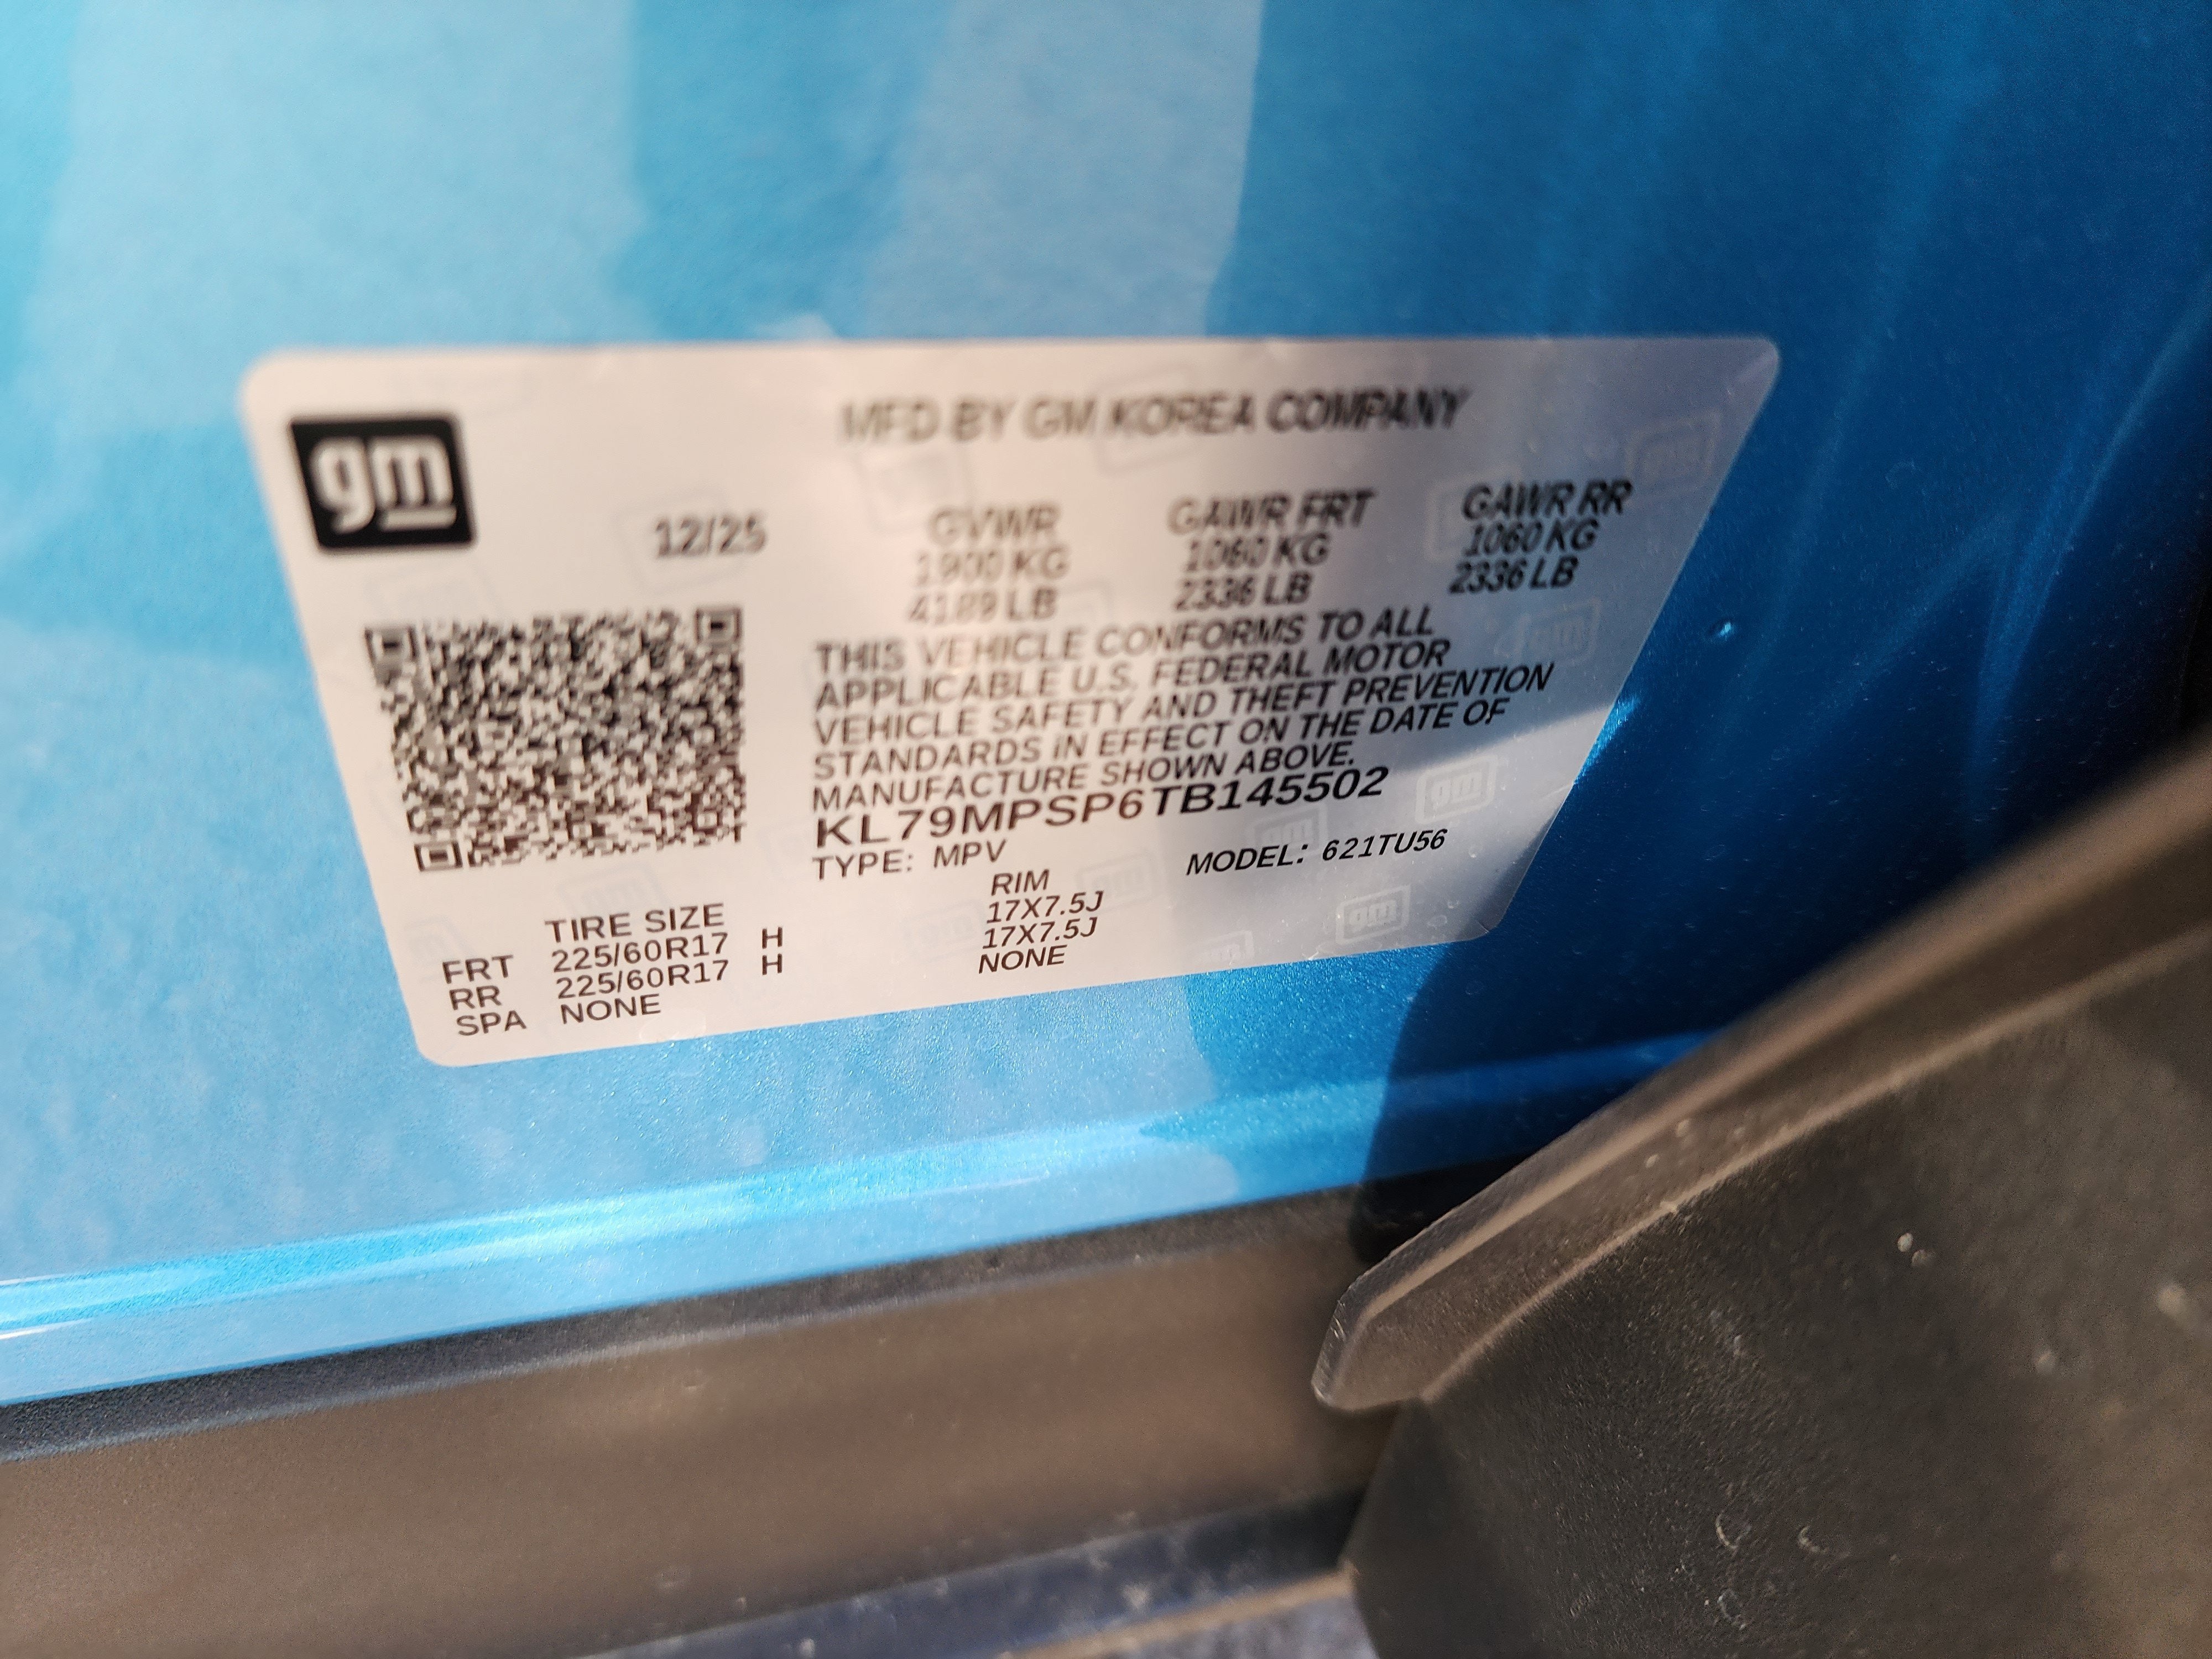 gm
MFD BY GM KOREA COMPANY
12/25
GVWR GAWR FRT GAWR RR
1900 KG 1060 KG 1060 KG
4189 LB 2336 LB 2336 LB
THIS VEHICLE CONFORMS TO ALL
APPLICABLE U.S. FEDERAL MOTOR
VEHICLE SAFETY AND THEFT PREVENTION
STANDARDS IN EFFECT ON THE DATE OF
MANUFACTURE SHOWN ABOVE.
KL79MPSP6TB145502
TYPE: MPV MODEL: 621TU56
TIRE SIZE RIM
FRT 225/60R17 H 17X7.5J
RR 225/60R17 H 17X7.5J
SPA NONE NONE